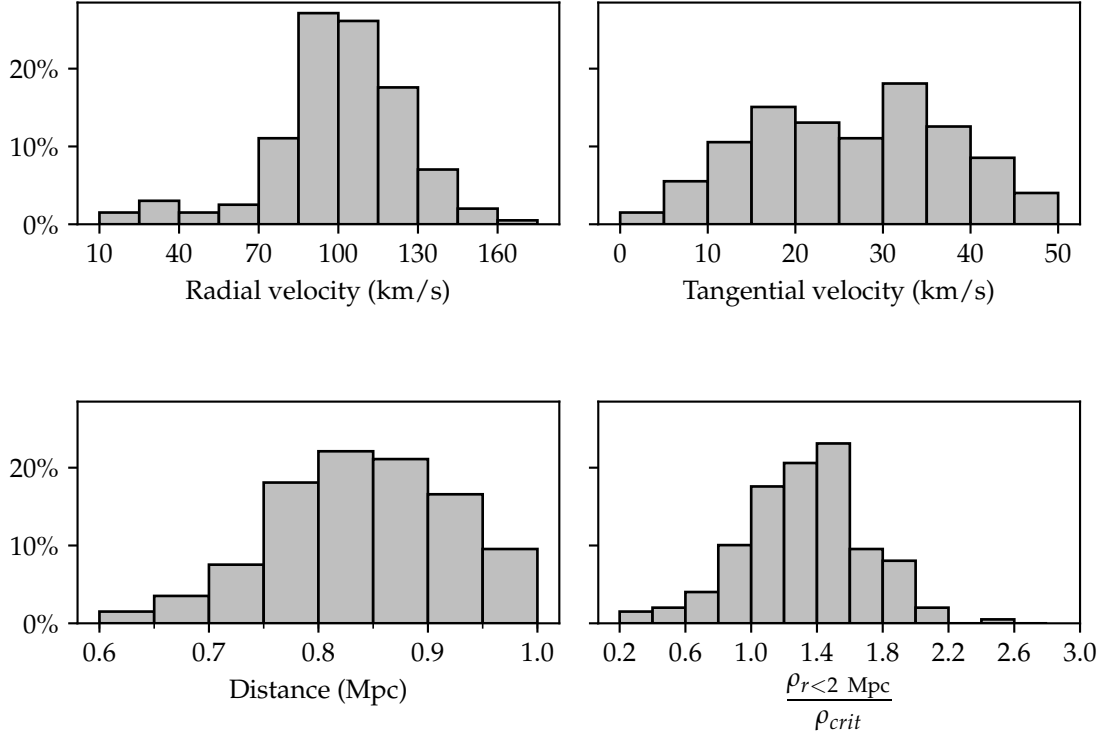 20%
10%
0%
10 40 70 100 130 160
Radial velocity (km/s)
0 10 20 30 40 50
Tangential velocity (km/s)
20%
10%
0%
0.6 0.7 0.8 0.9 1.0
Distance (Mpc)
0.2 0.6 1.0 1.4 1.8 2.2 2.6 3.0
ρr<2 Mpc
ρcrit